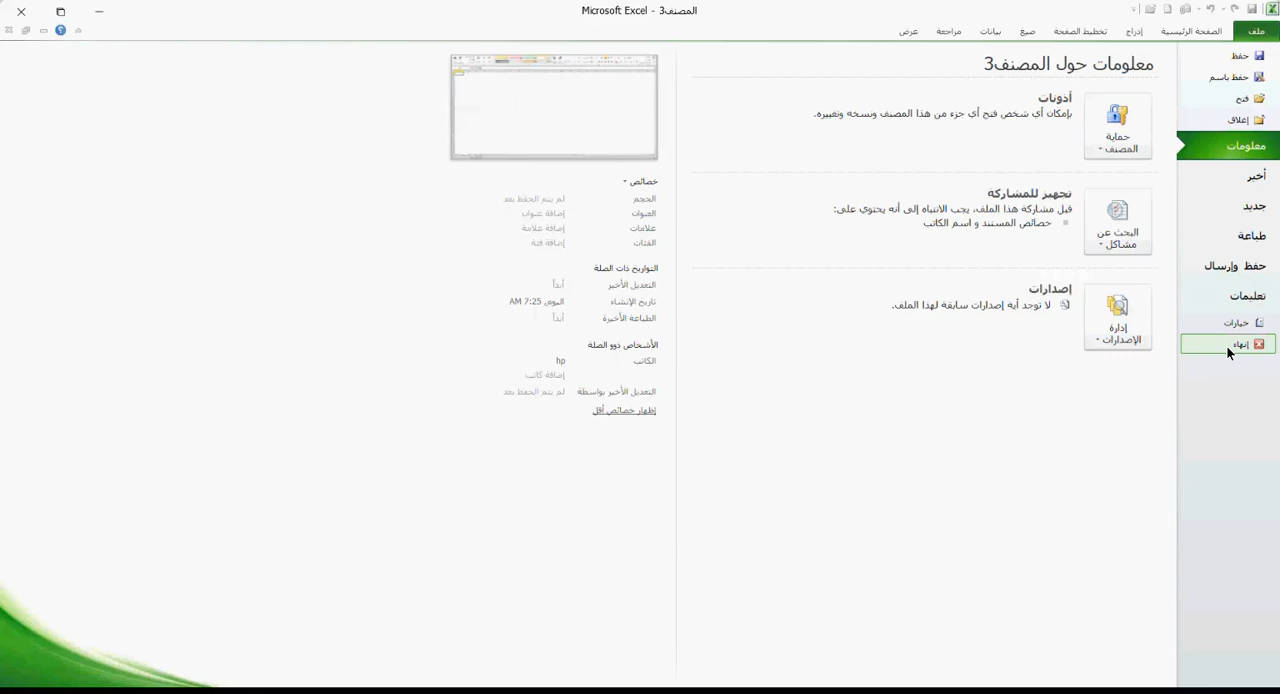 المصنف3 - Microsoft Excel
ملف
الصفحة الرئيسية
إدراج
تخطيط الصفحة
صيغ
بيانات
مراجعة
عرض
حفظ
حفظ باسم
فتح
إغلاق
معلومات
أخير
جديد
طباعة
حفظ وإرسال
تعليمات
خيارات
إنهاء
معلومات حول المصنف3
حماية
المصنف
أذونات
بإمكان أي شخص فتح أي جزء من هذا المصنف ونسخه وتغييره.
البحث عن
مشاكل
تجهيز للمشاركة
قبل مشاركة هذا الملف، يجب الانتباه إلى أنه يحتوي على:
خصائص المستند و اسم الكاتب
إدارة
الإصدارات
إصدارات
لا توجد أية إصدارات سابقة لهذا الملف.
خصائص
الحجم لم يتم الحفظ بعد
العنوان إضافة عنوان
علامات إضافة علامة
الفئات إضافة فئة
التواريخ ذات الصلة
التعديل الأخير أبداً
تاريخ الإنشاء اليوم, 7:25 AM
الطباعة الأخيرة أبداً
الأشخاص ذوو الصلة
الكاتب hp
إضافة كاتب
التعديل الأخير بواسطة لم يتم الحفظ بعد
إظهار خصائص أقل